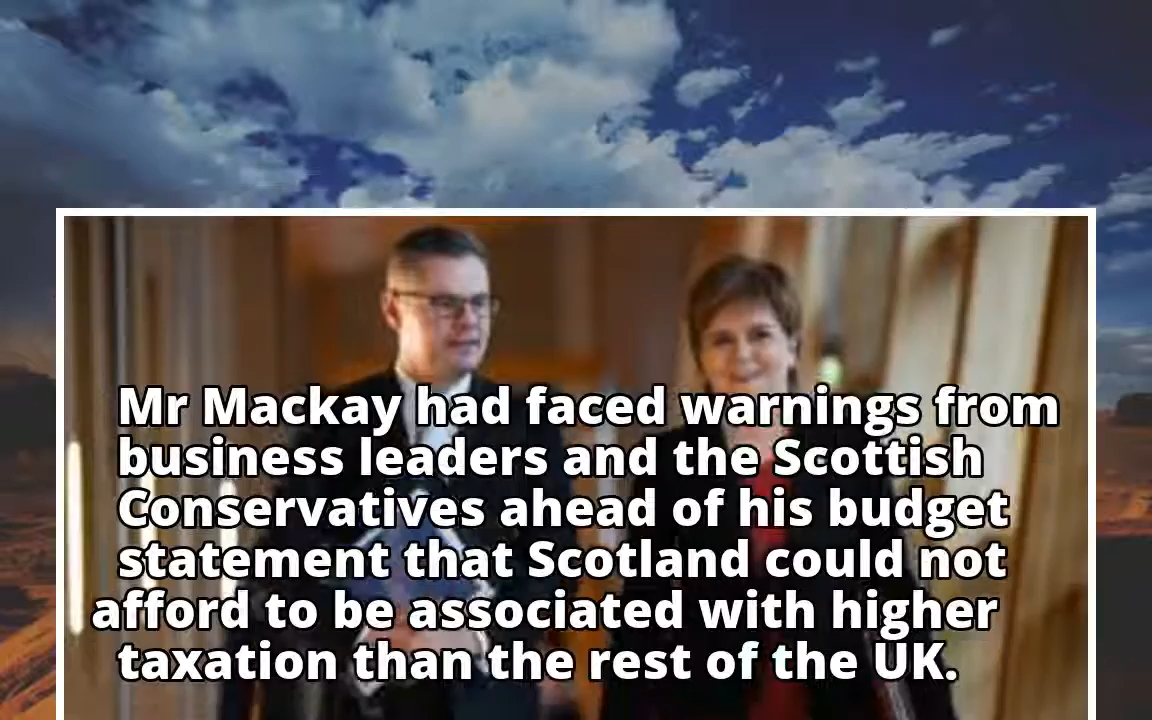 Mr Mackay had faced warnings from
business leaders and the Scottish
Conservatives ahead of his budget
statement that Scotland could not
afford to be associated with higher
taxation than the rest of the UK.